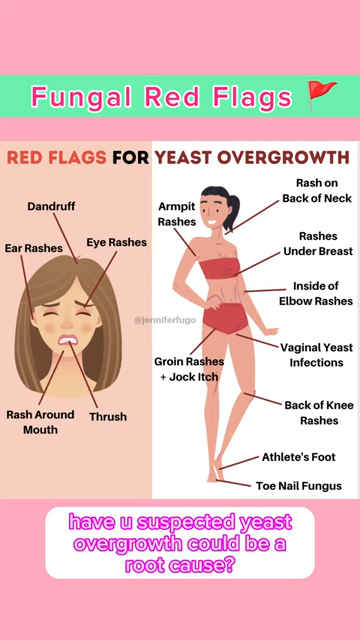 Fungal Red Flags 🚩
RED FLAGS FOR YEAST OVERGROWTH
Dandruff
Ear Rashes
Eye Rashes
Rash Around
Mouth
Thrush
@jenniferfugo
Armpit
Rashes
Rash on
Back of Neck
Rashes
Under Breast
Inside of
Elbow Rashes
Groin Rashes
+ Jock Itch
Vaginal Yeast
Infections
Back of Knee
Rashes
Athlete's Foot
Toe Nail Fungus
have u suspected yeast
overgrowth could be a
root cause?